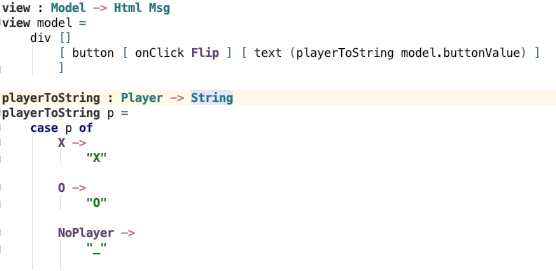 view : Model -> Html Msg
view model =
    div []
        [ button [ onClick Flip ] [ text (playerToString model.buttonValue) ]
        ]
playerToString : Player -> String
playerToString p =
    case p of
        X ->
            "X"
        O ->
            "O"
        NoPlayer ->
            "_"